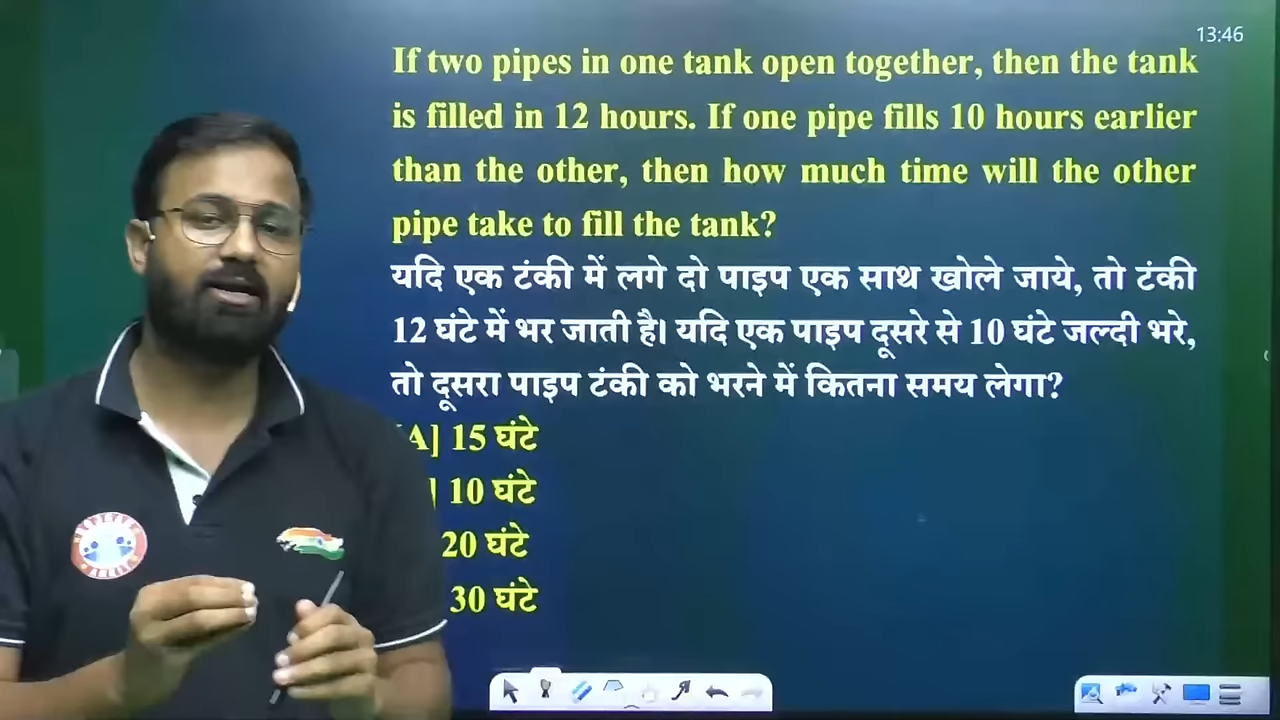 13:46
If two pipes in one tank open together, then the tank
is filled in 12 hours. If one pipe fills 10 hours earlier
than the other, then how much time will the other
pipe take to fill the tank?
यदि एक टंकी में लगे दो पाइप एक साथ खोले जाये, तो टंकी
12 घंटे में भर जाती है। यदि एक पाइप दूसरे से 10 घंटे जल्दी भरे,
तो दूसरा पाइप टंकी को भरने में कितना समय लेगा?
A] 15 घंटे
] 10 घंटे
20 घंटे
30 घंटे